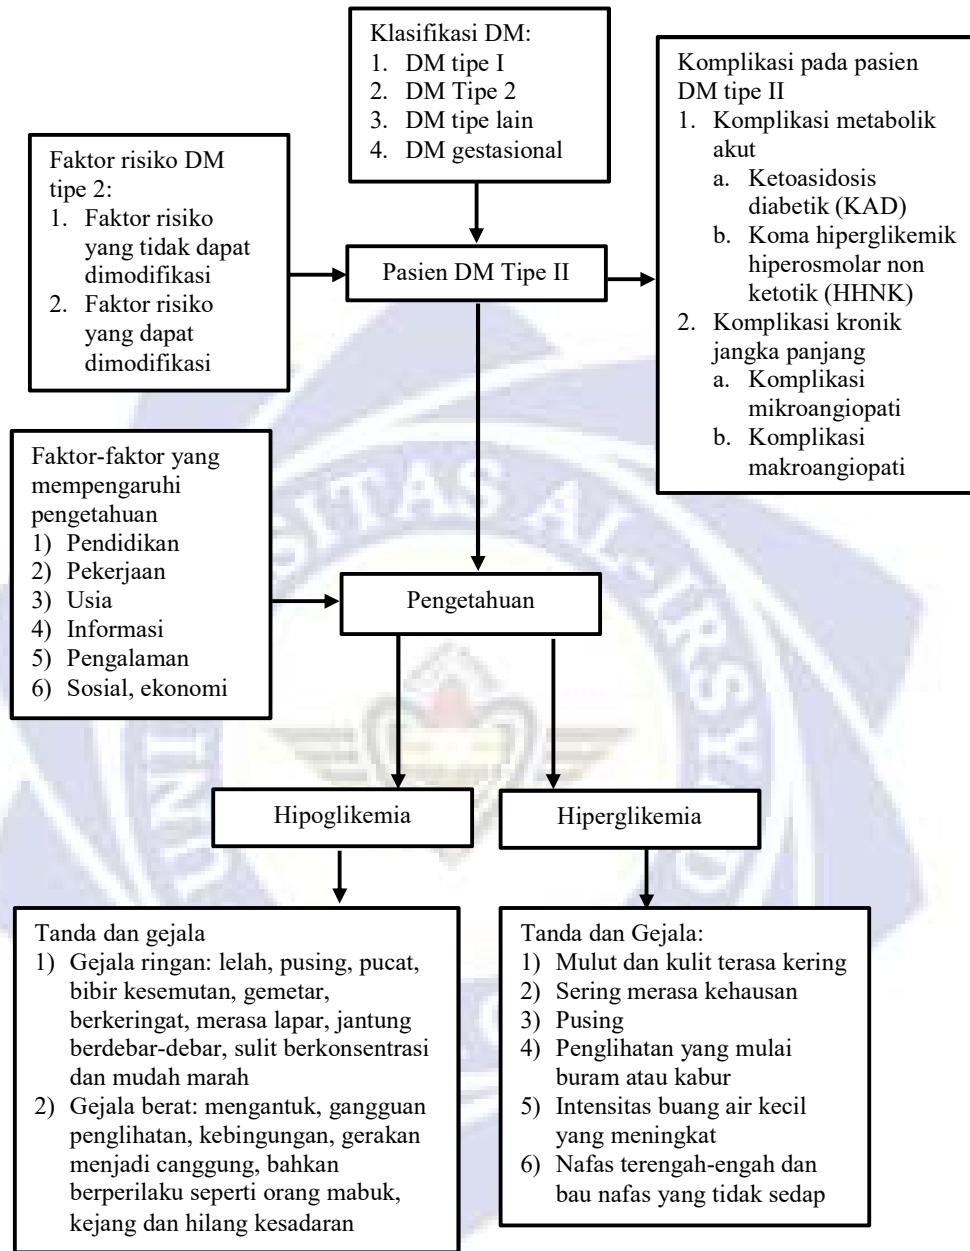 Klasifikasi DM:
1. DM tipe I
2. DM Tipe 2
3. DM tipe lain
4. DM gestasional
Komplikasi pada pasien
DM tipe II
1. Komplikasi metabolik
akut
a. Ketoasidosis
diabetik (KAD)
b. Koma hiperglikemik
hiperosmolar non
ketotik (HHNK)
2. Komplikasi kronik
jangka panjang
a. Komplikasi
mikroangiopati
b. Komplikasi
makroangiopati
Faktor risiko DM
tipe 2:
1. Faktor risiko
yang tidak dapat
dimodifikasi
2. Faktor risiko
yang dapat
dimodifikasi
Pasien DM Tipe II
Faktor-faktor yang
mempengaruhi
pengetahuan
1) Pendidikan
2) Pekerjaan
3) Usia
4) Informasi
5) Pengalaman
6) Sosial, ekonomi
Pengetahuan
Hipoglikemia
Hiperglikemia
Tanda dan gejala
1) Gejala ringan: lelah, pusing, pucat,
bibir kesemutan, gemetar,
berkeringat, merasa lapar, jantung
berdebar-debar, sulit berkonsentrasi
dan mudah marah
2) Gejala berat: mengantuk, gangguan
penglihatan, kebingungan, gerakan
menjadi canggung, bahkan
berperilaku seperti orang mabuk,
kejang dan hilang kesadaran
Tanda dan Gejala:
1) Mulut dan kulit terasa kering
2) Sering merasa kehausan
3) Pusing
4) Penglihatan yang mulai
buram atau kabur
5) Intensitas buang air kecil
yang meningkat
6) Nafas terengah-engah dan
bau nafas yang tidak sedap